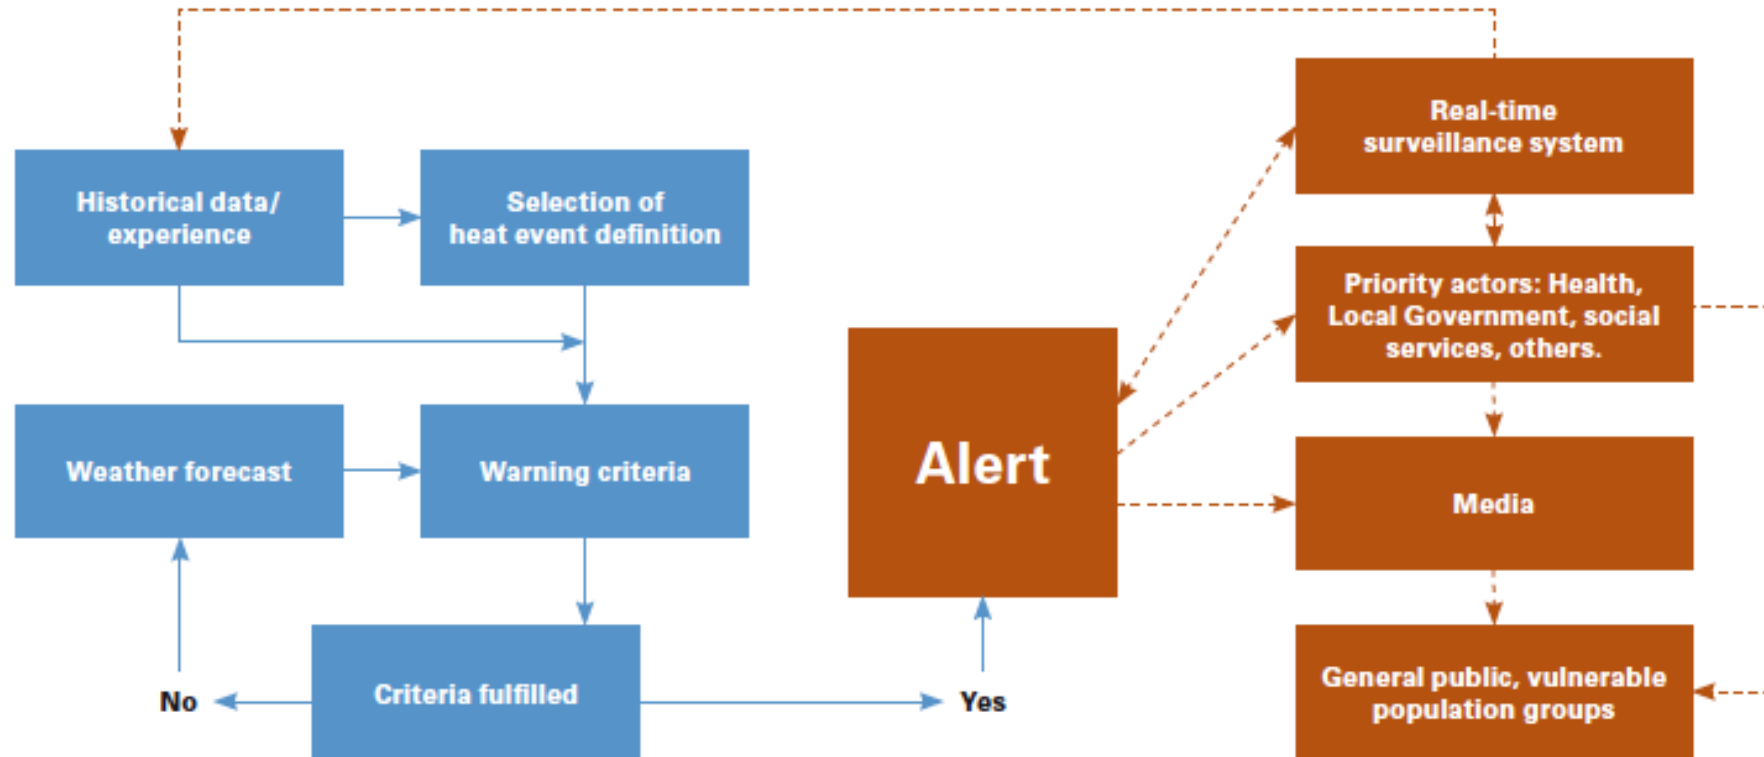 Real-time
surveillance system
Historical data/
experience
Selection of
heat event definition
Priority actors: Health,
Local Government, social
services, others.
Weather forecast
Warning criteria
Alert
Media
No
Criteria fulfilled
Yes
General public, vulnerable
population groups